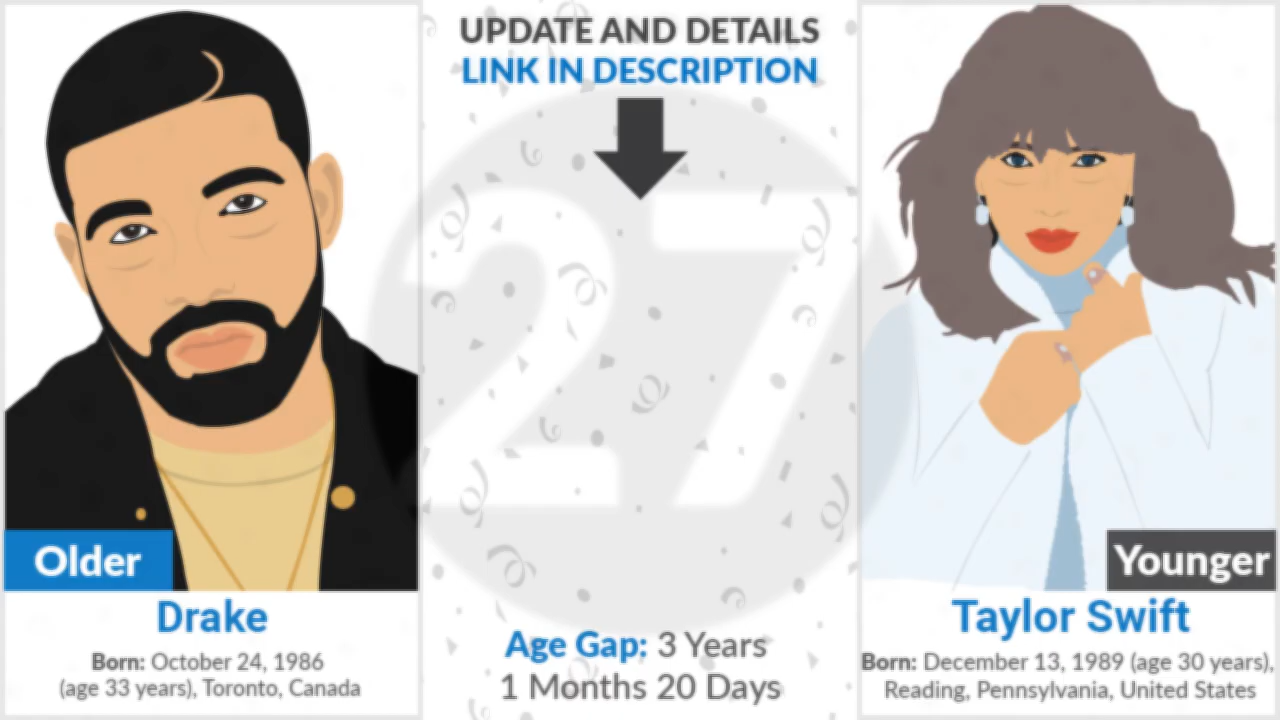 UPDATE AND DETAILS
LINK IN DESCRIPTION
27
Older
Drake
Born: October 24, 1986
(age 33 years), Toronto, Canada
Age Gap: 3 Years
1 Months 20 Days
Younger
Taylor Swift
Born: December 13, 1989 (age 30 years),
Reading, Pennsylvania, United States